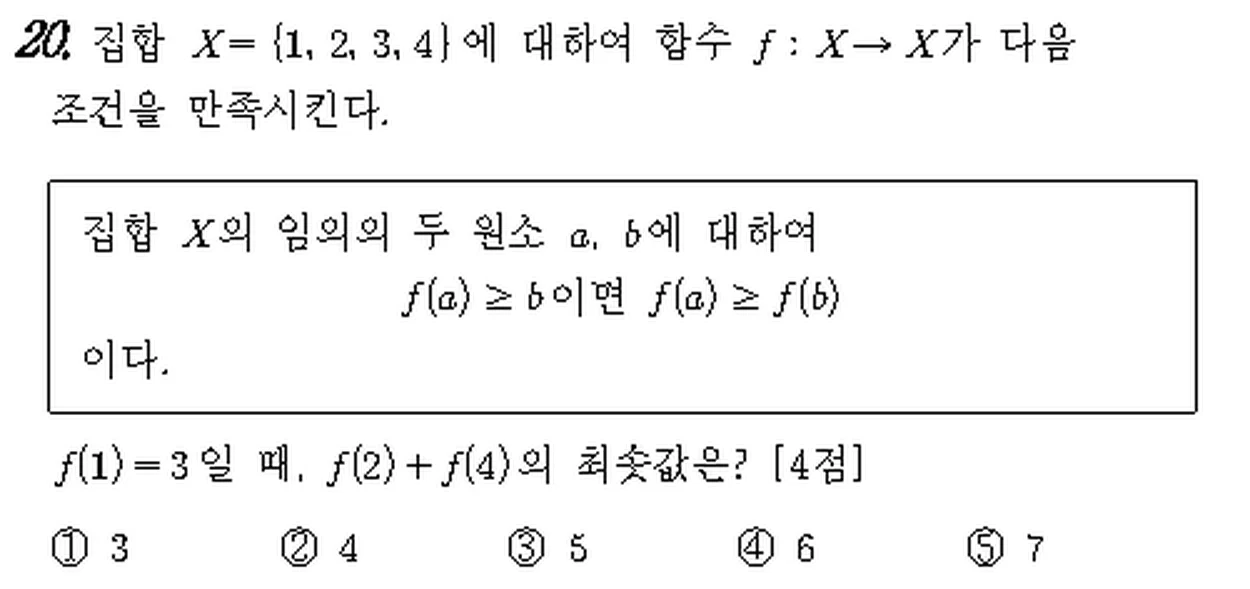 20. 집합 X= {1, 2, 3, 4}에 대하여 함수 f : X→ X가 다음
조건을 만족시킨다.
집합 X의 임의의 두 원소 a, b에 대하여
f(a) ≥ b이면 f(a) ≥ f(b)
이다.
f(1)=3일 때, f(2)+f(4)의 최솟값은? [4점]
① 3 ② 4 ③ 5 ④ 6 ⑤ 7